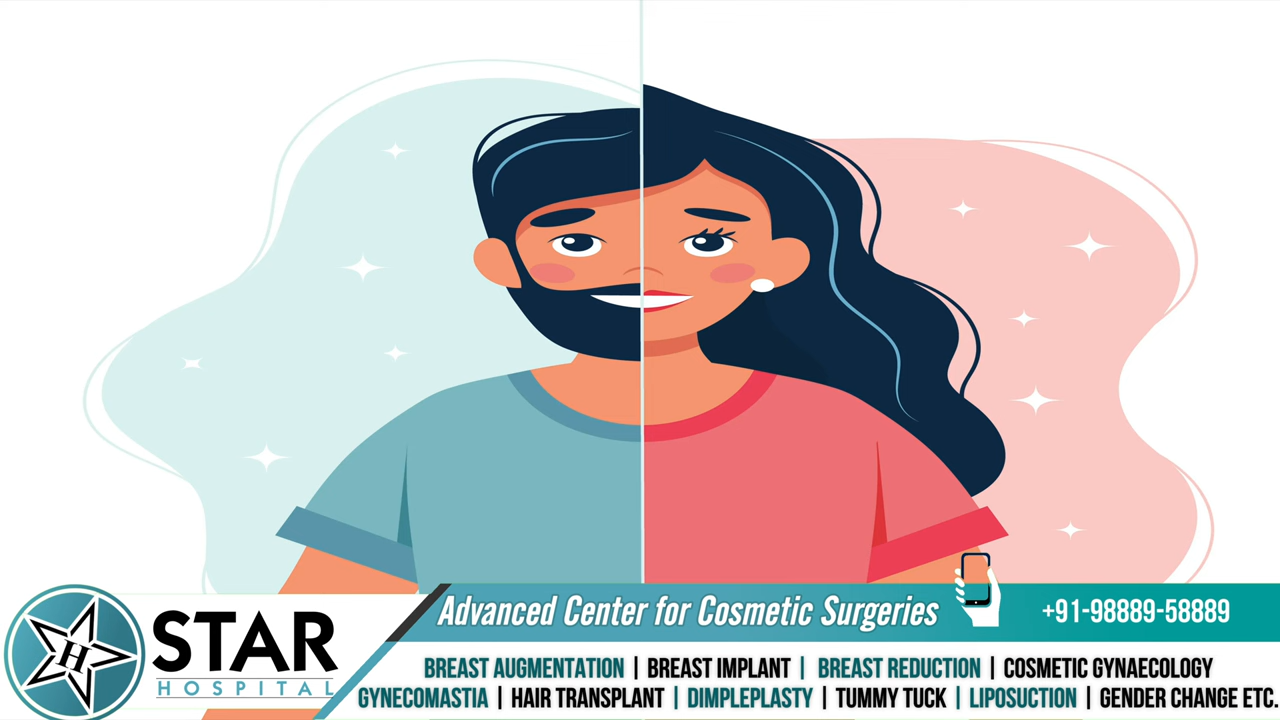 STAR
HOSPITAL
H
Advanced Center for Cosmetic Surgeries
+91-98889-58889
BREAST AUGMENTATION | BREAST IMPLANT | BREAST REDUCTION | COSMETIC GYNAECOLOGY
GYNECOMASTIA | HAIR TRANSPLANT | DIMPLEPLASTY | TUMMY TUCK | LIPOSUCTION | GENDER CHANGE ETC.